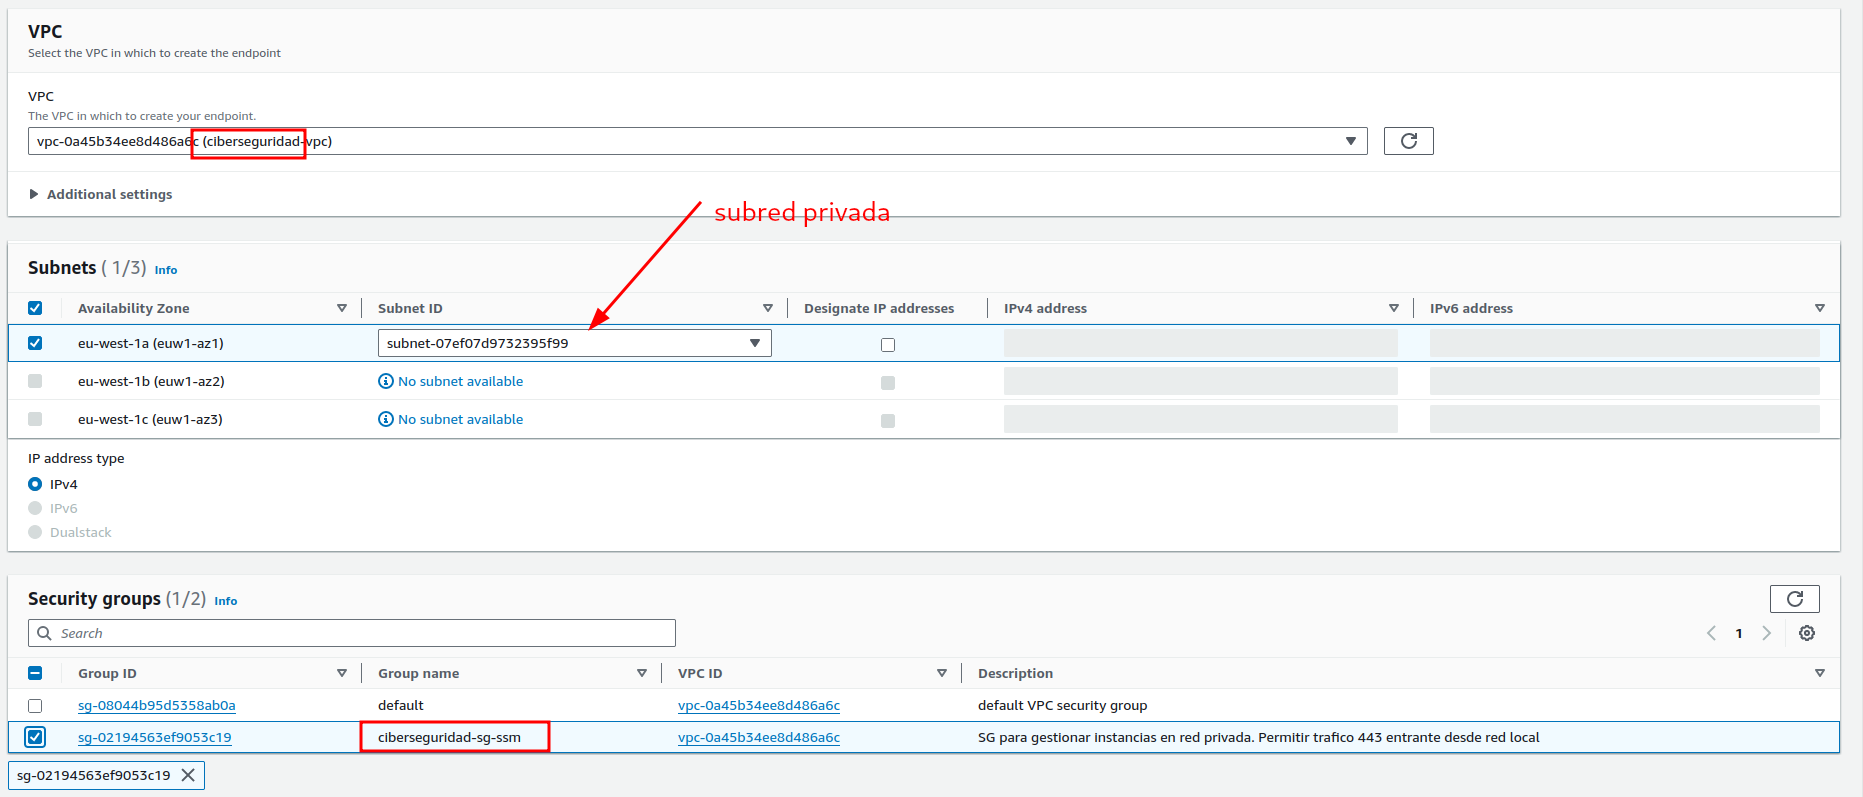 VPC
Select the VPC in which to create the endpoint
VPC
The VPC in which to create your endpoint.
vpc-0a45b34ee8d486a6c (ciberseguridad-vpc)
Additional settings
subred privada
Subnets ( 1/3) Info
Availability Zone Subnet ID Designate IP addresses IPv4 address IPv6 address
eu-west-1a (euw1-az1) subnet-07ef07d9732395f99
eu-west-1b (euw1-az2) No subnet available
eu-west-1c (euw1-az3) No subnet available
IP address type
IPv4
IPv6
Dualstack
Security groups (1/2) Info
Search
1
Group ID Group name VPC ID Description
sg-08044b95d5358ab0a default vpc-0a45b34ee8d486a6c default VPC security group
sg-02194563ef9053c19 ciberseguridad-sg-ssm vpc-0a45b34ee8d486a6c SG para gestionar instancias en red privada. Permitir trafico 443 entrante desde red local
sg-02194563ef9053c19